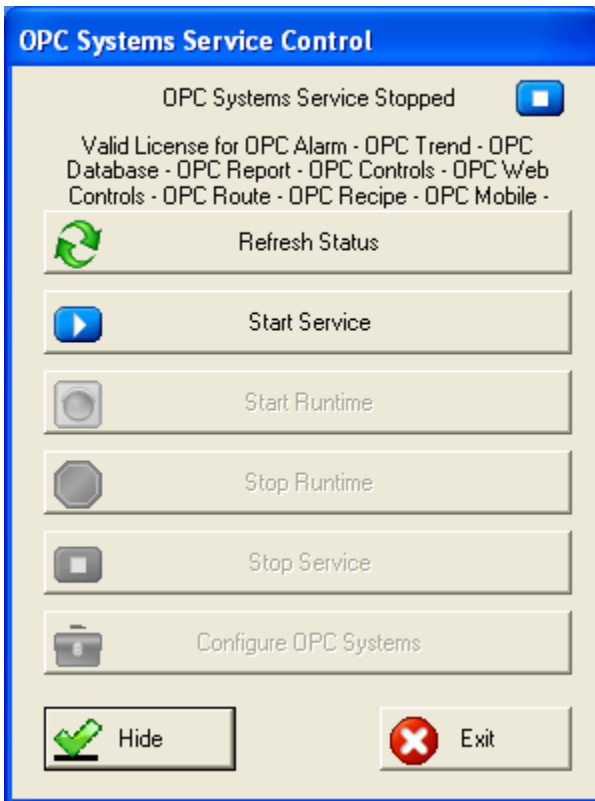 OPC Systems Service Control
OPC Systems Service Stopped
Valid License for OPC Alarm - OPC Trend - OPC
Database - OPC Report - OPC Controls - OPC Web
Controls - OPC Route - OPC Recipe - OPC Mobile -
Refresh Status
Start Service
Start Runtime
Stop Runtime
Stop Service
Configure OPC Systems
Hide
Exit